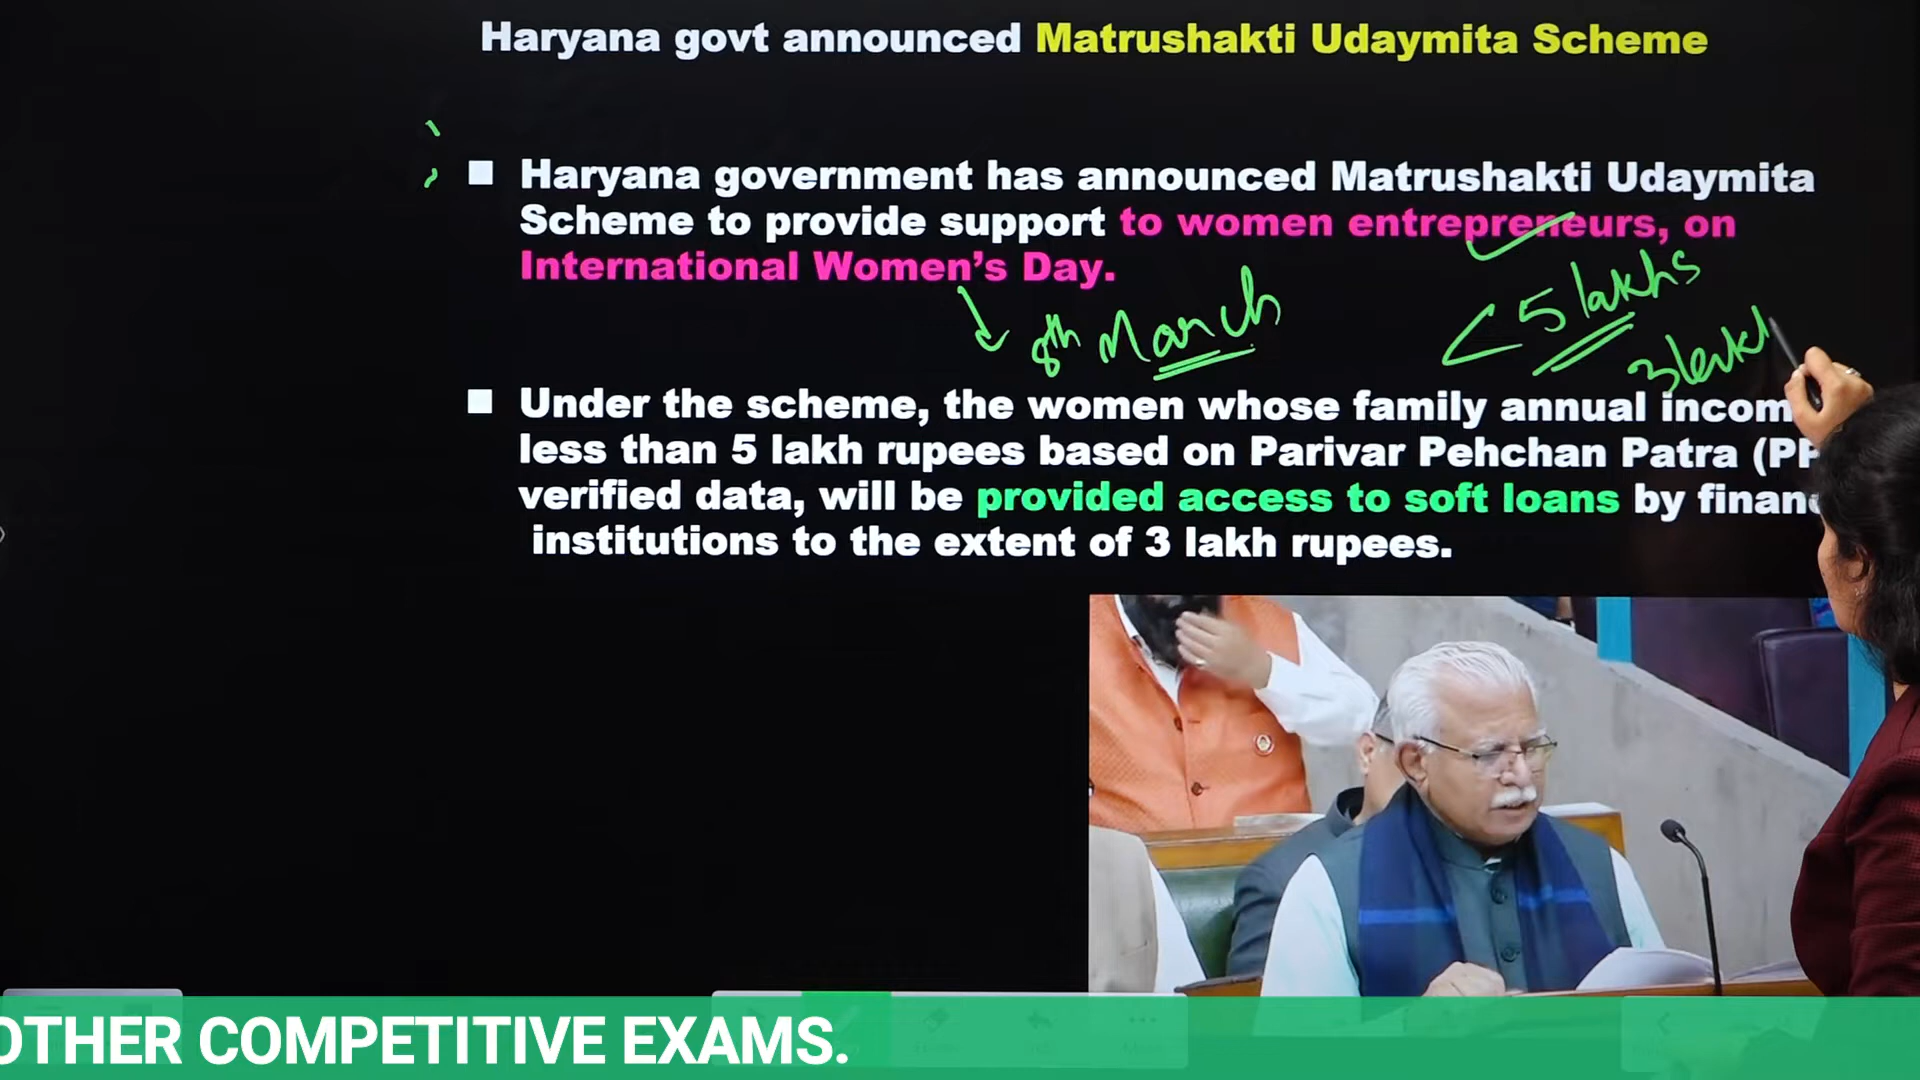 Haryana govt announced Matrushakti Udaymita Scheme
Haryana government has announced Matrushakti Udaymita
Scheme to provide support to women entrepreneurs, on
International Women's Day.
8th March
< 5 lakhs
3 lakh
Under the scheme, the women whose family annual incom
less than 5 lakh rupees based on Parivar Pehchan Patra (PP
verified data, will be provided access to soft loans by financ
institutions to the extent of 3 lakh rupees.
OTHER COMPETITIVE EXAMS.